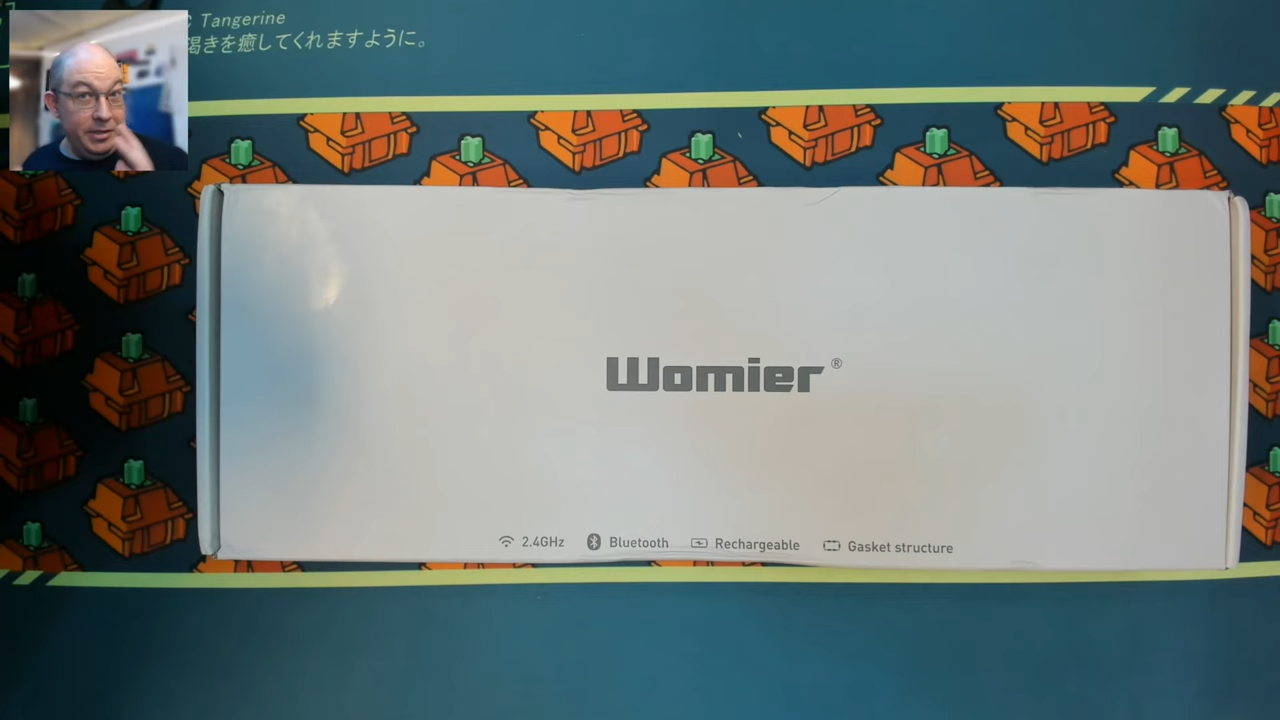 Tangerine
きを癒してくれますように。
Womier®
2.4GHz Bluetooth Rechargeable Gasket structure